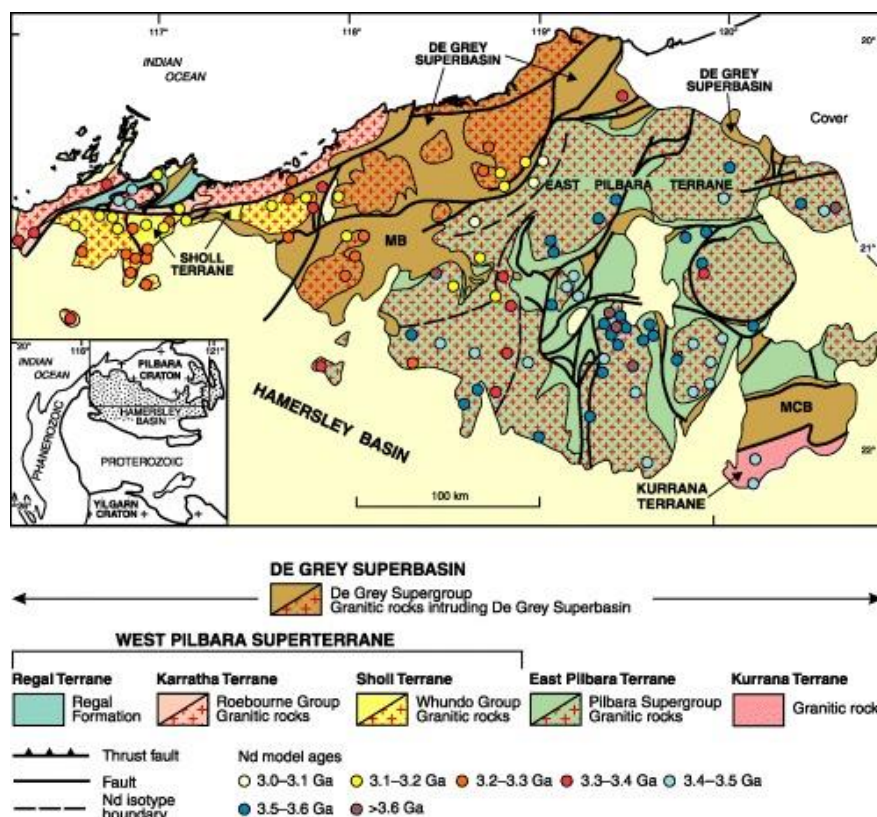 117°
118°
119°
120°
20°
INDIAN
OCEAN
DE GREY
SUPERBASIN
DE GREY
SUPERBASIN
Cover
EAST PILBARA TERRANE
21°
MB
SHOLL
TERRANE
20°
116°
121°
INDIAN
OCEAN
PILBARA
CRATON
HAMERSLEY
BASIN
PHANEROZOIC
PROTEROZOIC
YILGARN
CRATON
HAMERSLEY BASIN
MCB
22°
KURRANA
TERRANE
100 km
DE GREY SUPERBASIN
De Grey Supergroup
Granitic rocks intruding De Grey Superbasin
WEST PILBARA SUPERTERRANE
Regal Terrane Karratha Terrane Sholl Terrane East Pilbara Terrane Kurrana Terrane
Regal Formation
Roebourne Group
Granitic rocks
Whundo Group
Granitic rocks
Pilbara Supergroup
Granitic rocks
Granitic rock
Thrust fault
Fault
Nd isotype
boundary
Nd model ages
3.0–3.1 Ga 3.1–3.2 Ga 3.2–3.3 Ga 3.3–3.4 Ga 3.4–3.5 Ga
3.5–3.6 Ga >3.6 Ga